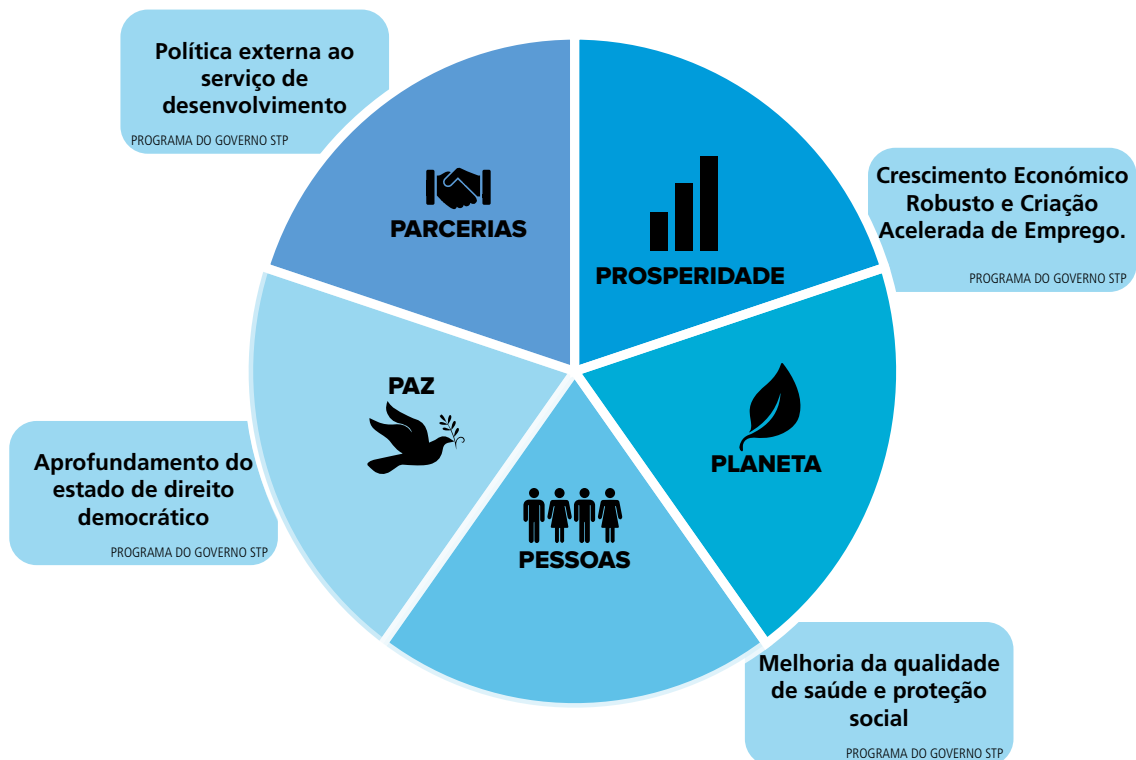 Política externa ao
serviço de
desenvolvimento
PROGRAMA DO GOVERNO STP
PARCERIAS
PROSPERIDADE
Crescimento Económico
Robusto e Criação
Acelerada de Emprego.
PROGRAMA DO GOVERNO STP
PAZ
PLANETA
Aprofundamento do
estado de direito
democrático
PROGRAMA DO GOVERNO STP
PESSOAS
Melhoria da qualidade
de saúde e proteção
social
PROGRAMA DO GOVERNO STP